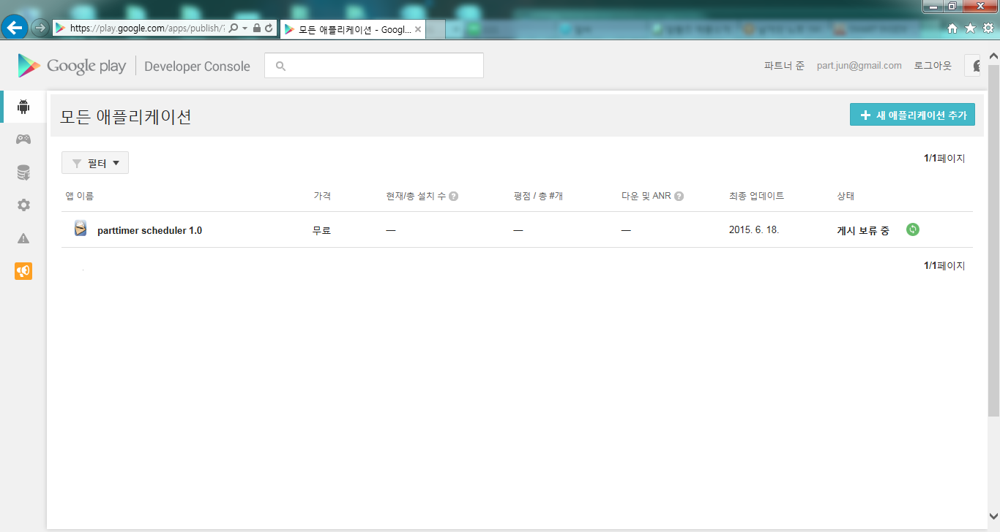 https://play.google.com/apps/publish/?
모든 애플리케이션 - Googl...
Google play Developer Console
파트너 준 part.jun@gmail.com 로그아웃
모든 애플리케이션
새 애플리케이션 추가
필터
1/1페이지
앱 이름 가격 현재/총 설치 수 ? 평점 / 총 #개 다운 및 ANR ? 최종 업데이트 상태
parttimer scheduler 1.0 무료 — — — 2015. 6. 18. 게시 보류 중
1/1페이지